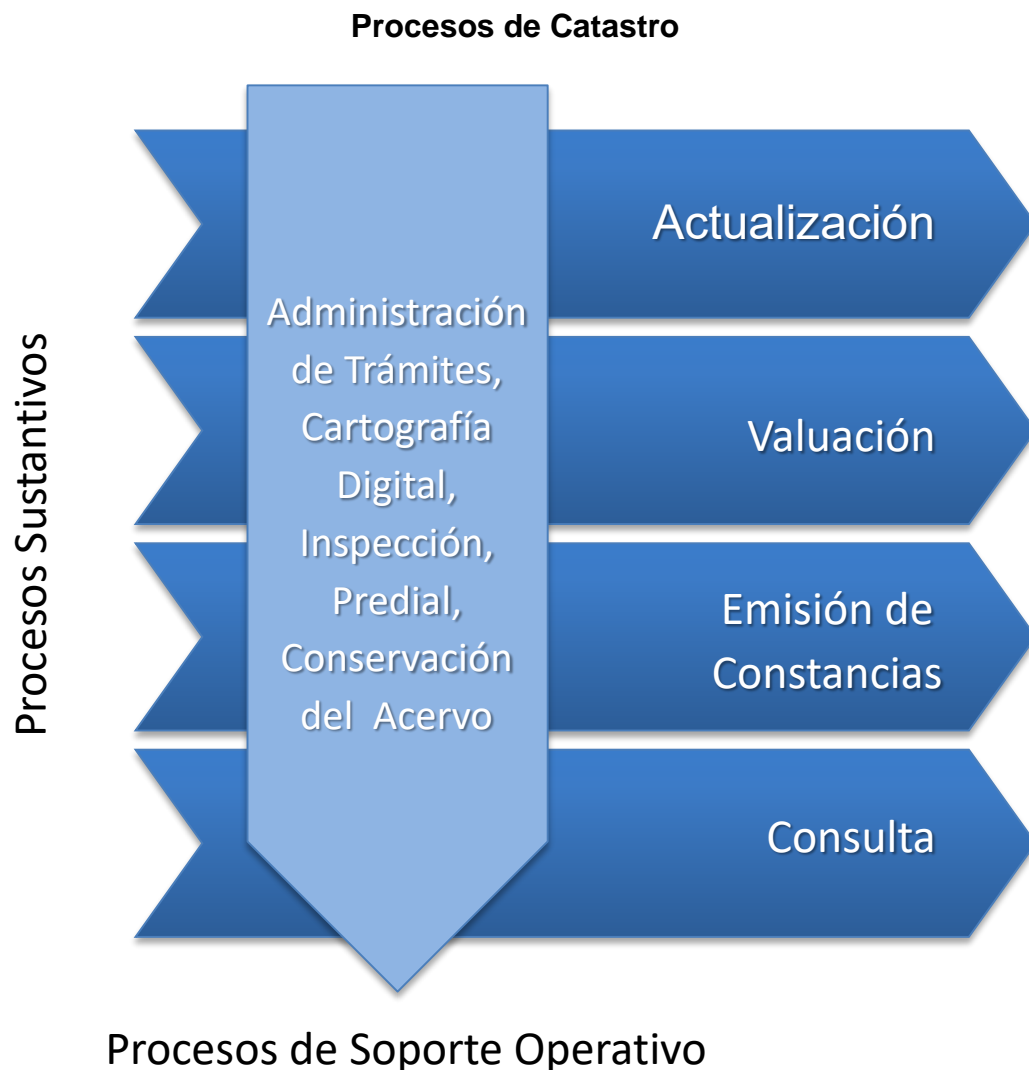 Procesos de Catastro
Procesos Sustantivos
Actualización
Administración
de Trámites,
Cartografía
Digital,
Inspección,
Predial,
Conservación
del Acervo
Valuación
Emisión de
Constancias
Consulta
Procesos de Soporte Operativo